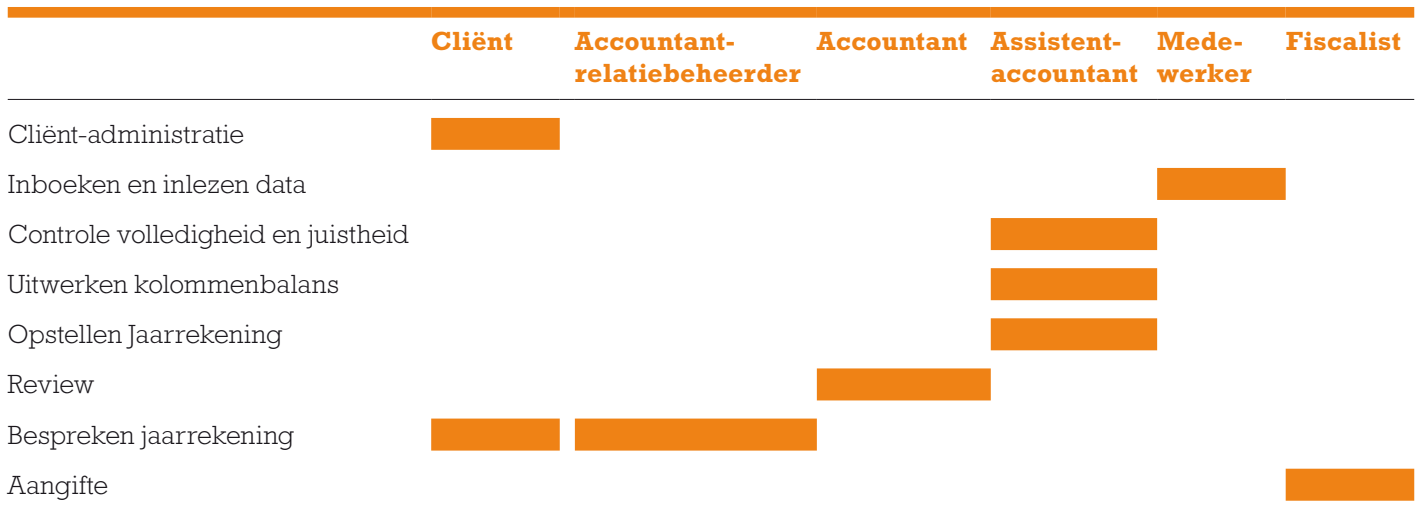 Cliënt Accountant- Accountant Assistent- Mede- Fiscalist
relatiebeheerder accountant werker
Cliënt-administratie
Inboeken en inlezen data
Controle volledigheid en juistheid
Uitwerken kolommenbalans
Opstellen Jaarrekening
Review
Bespreken jaarrekening
Aangifte